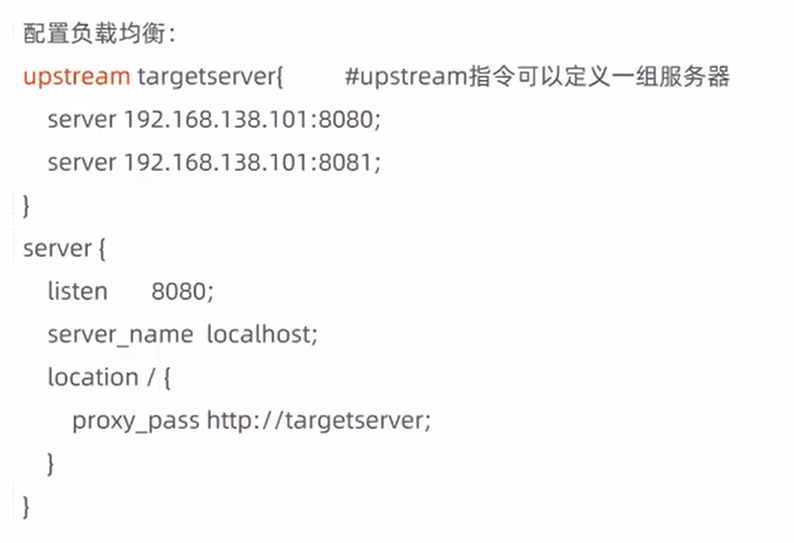 配置负载均衡：
upstream targetserver{ #upstream指令可以定义一组服务器
server 192.168.138.101:8080;
server 192.168.138.101:8081;
}
server {
listen 8080;
server_name localhost;
location / {
proxy_pass http://targetserver;
}
}